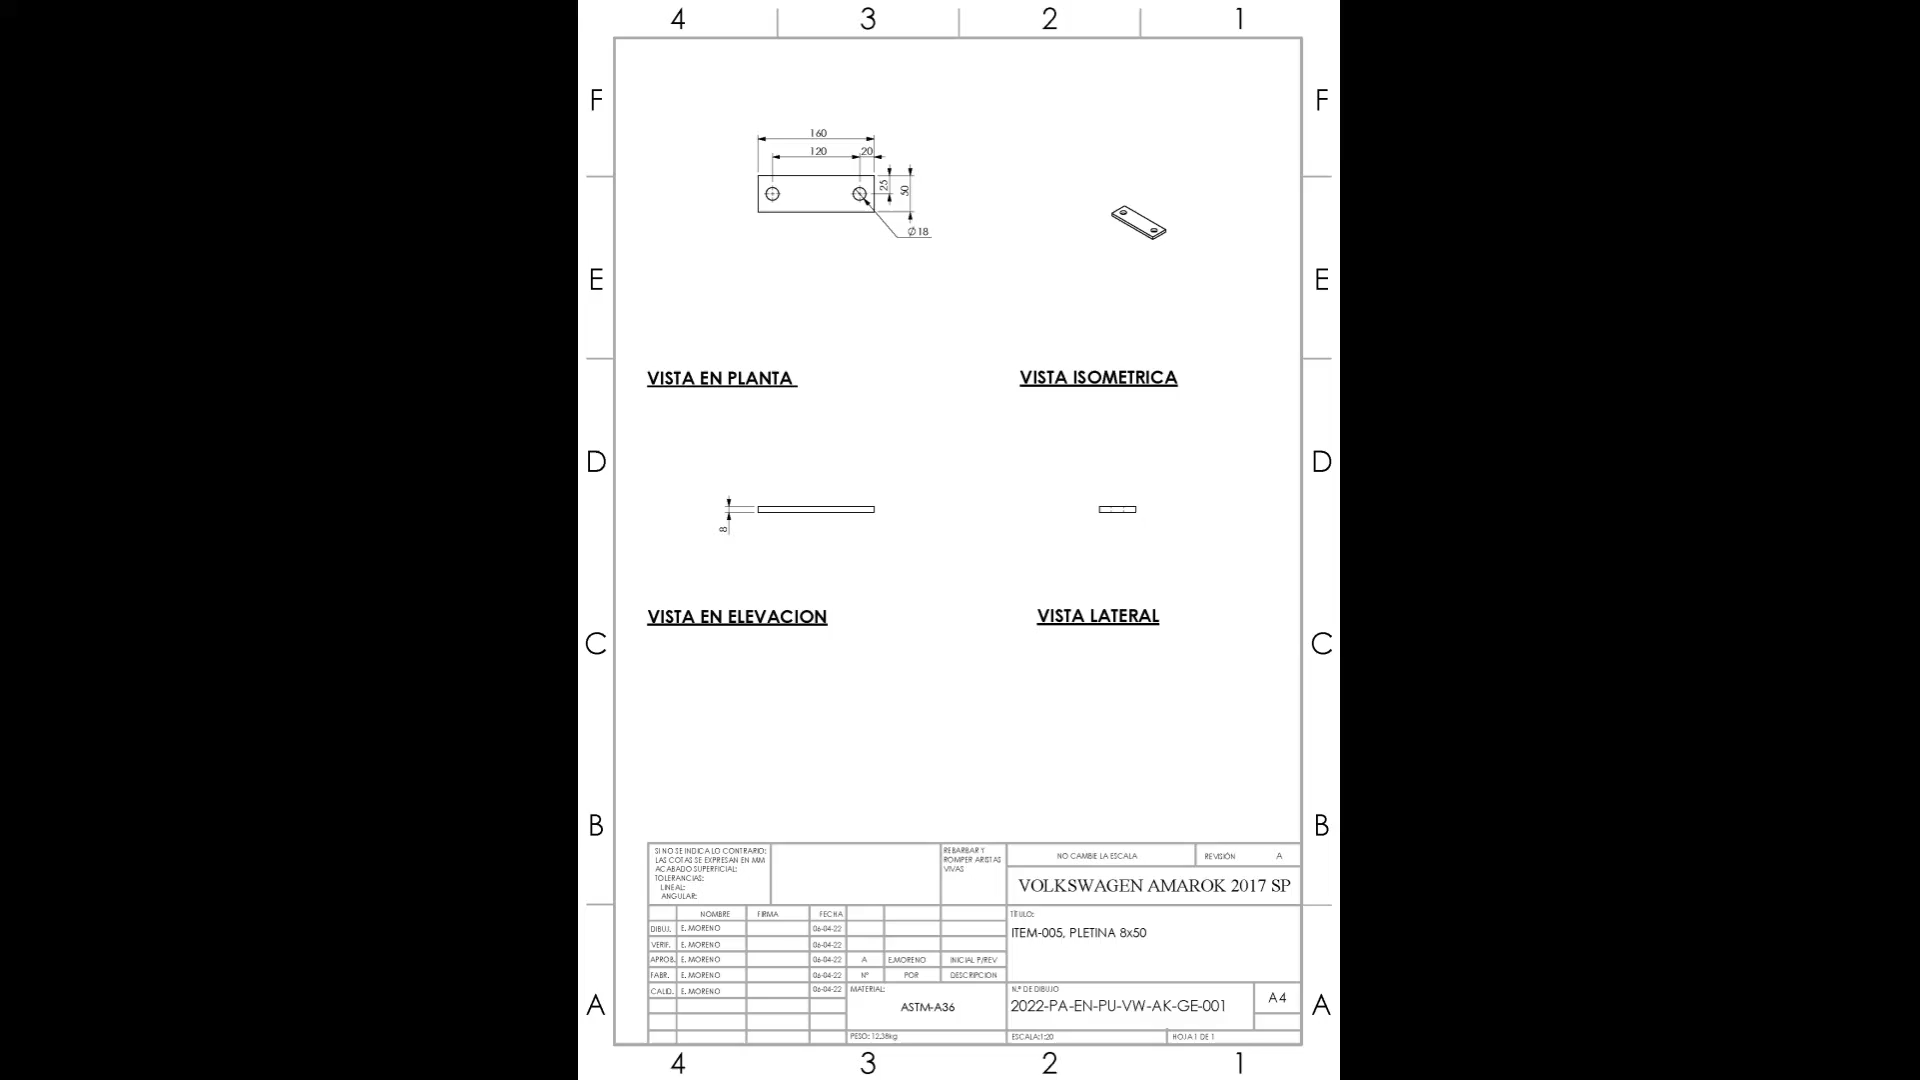 4 3 2 1
F F
160
120 20
25
50
Ø18
E E
VISTA EN PLANTA
VISTA ISOMETRICA
D D
8
VISTA EN ELEVACION
VISTA LATERAL
C C
B B
SI NO SE INDICA LO CONTRARIO:
LAS COTAS SE EXPRESAN EN MM
ACABADO SUPERFICIAL:
TOLERANCIAS:
LINEAL:
ANGULAR:
REBARBAR Y
ROMPER ARISTAS
VIVAS
NO CAMBIE LA ESCALA
REVISIÓN A
VOLKSWAGEN AMAROK 2017 SP
NOMBRE FIRMA FECHA
DIBUJ. E. MORENO 06-04-22
VERIF. E. MORENO 06-04-22
APROB. E. MORENO 06-04-22 A E.MORENO INICIAL P/REV
FABR. E. MORENO 06-04-22 Nº POR DESCRIPCION
CALID. E. MORENO 06-04-22
TÍTULO:
ITEM-005, PLETINA 8x50
MATERIAL:
ASTM-A36
N.º DE DIBUJO
2022-PA-EN-PU-VW-AK-GE-001
A4
PESO: 12.38kg
ESCALA:1:20
HOJA 1 DE 1
A A
4 3 2 1